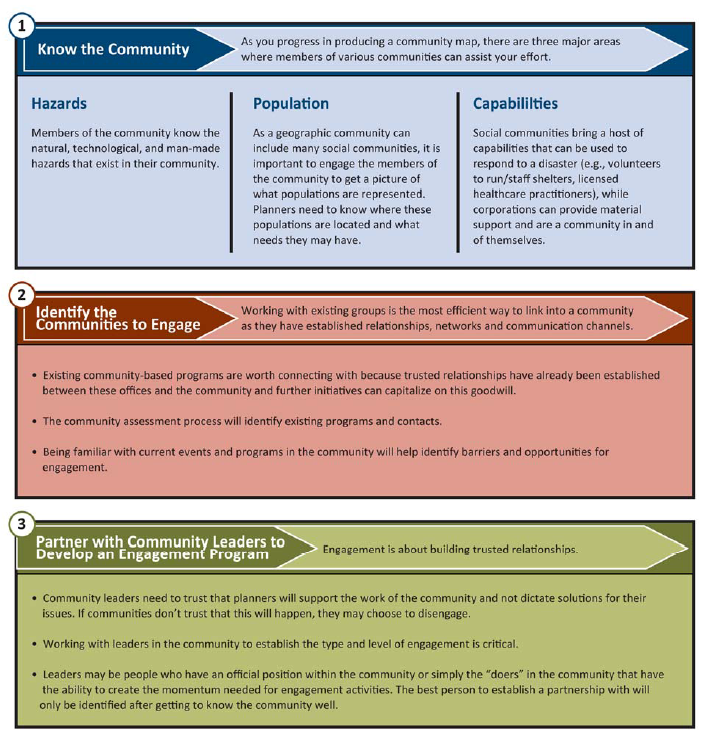 1
Know the Community
As you progress in producing a community map, there are three major areas
where members of various communities can assist your effort.
Hazards
Members of the community know the
natural, technological, and man-made
hazards that exist in their community.
Population
As a geographic community can
include many social communities, it is
important to engage the members of
the community to get a picture of
what populations are represented.
Planners need to know where these
populations are located and what
needs they may have.
Capabililties
Social communities bring a host of
capabilities that can be used to
respond to a disaster (e.g., volunteers
to run/staff shelters, licensed
healthcare practitioners), while
corporations can provide material
support and are a community in and
of themselves.
2
Identify the
Communities to Engage
Working with existing groups is the most efficient way to link into a community
as they have established relationships, networks and communication channels.
• Existing community-based programs are worth connecting with because trusted relationships have already been established
between these offices and the community and further initiatives can capitalize on this goodwill.
• The community assessment process will identify existing programs and contacts.
• Being familiar with current events and programs in the community will help identify barriers and opportunities for
engagement.
3
Partner with Community Leaders to
Develop an Engagement Program
Engagement is about building trusted relationships.
• Community leaders need to trust that planners will support the work of the community and not dictate solutions for their
issues. If communities don't trust that this will happen, they may choose to disengage.
• Working with leaders in the community to establish the type and level of engagement is critical.
• Leaders may be people who have an official position within the community or simply the "doers" in the community that have
the ability to create the momentum needed for engagement activities. The best person to establish a partnership with will
only be identified after getting to know the community well.